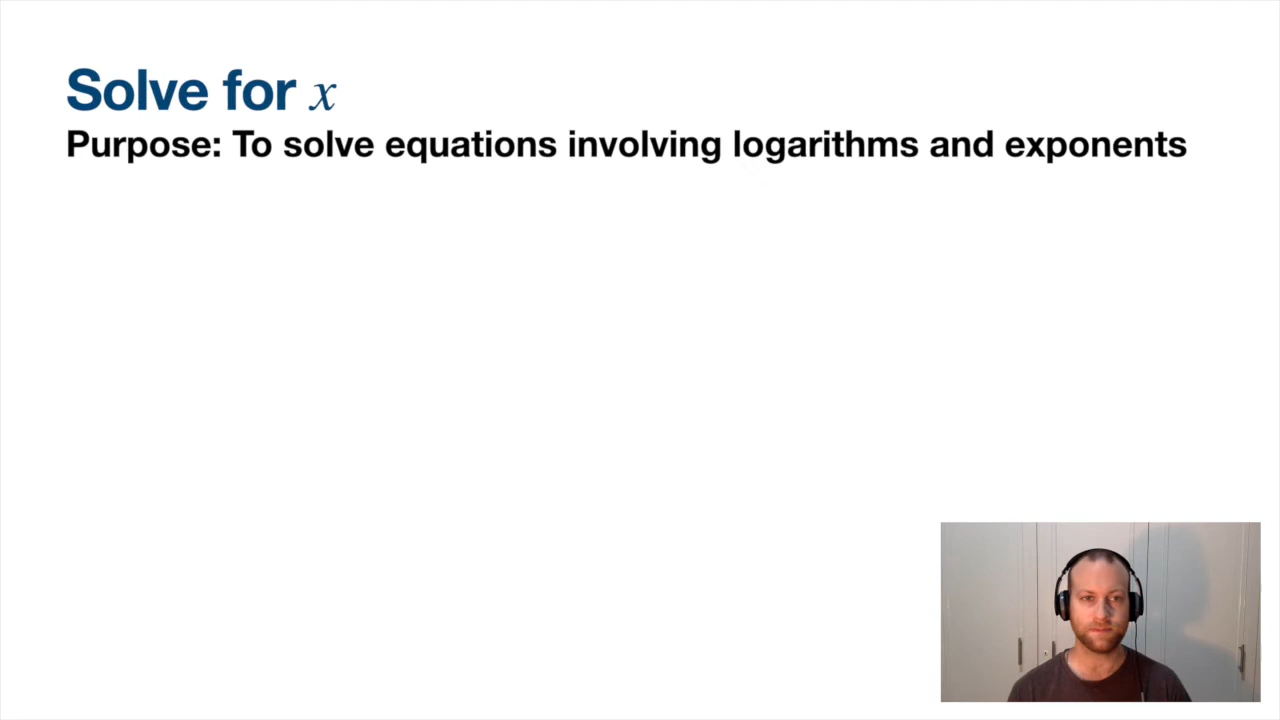 Solve for x
Purpose: To solve equations involving logarithms and exponents